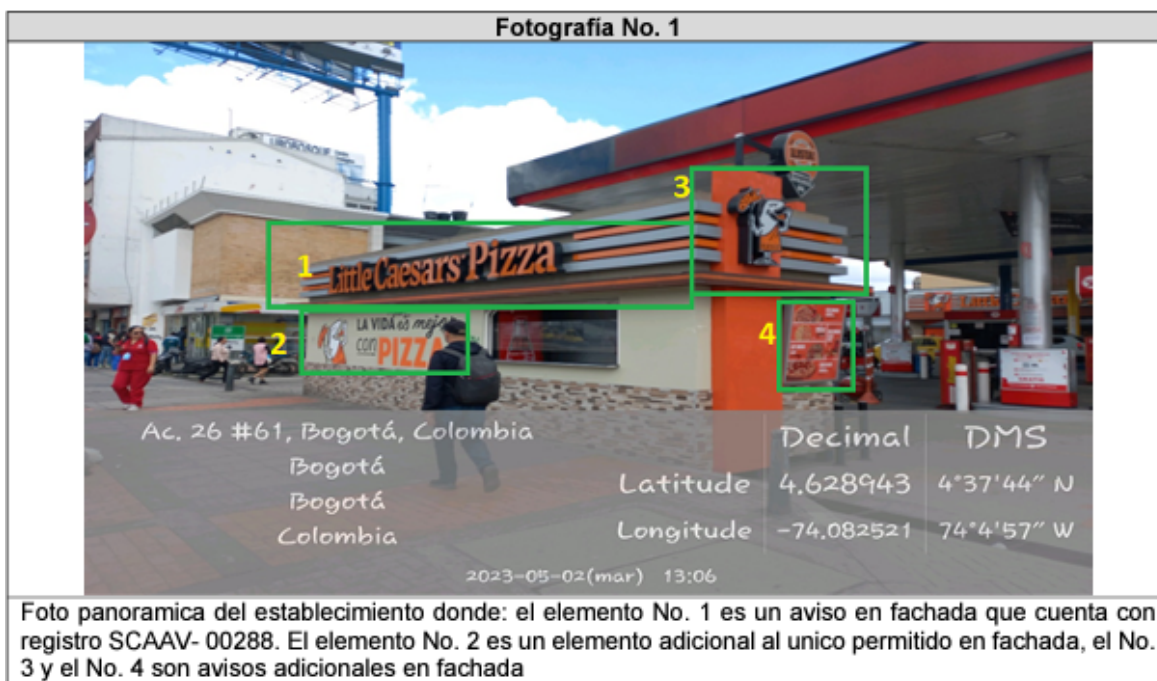 Fotografía No. 1
UNIBOSQUE
3
1
Little Caesars Pizza
LA VIDA es mejor
2
con PIZZA
4
Ac. 26 #61, Bogotá, Colombia
Bogotá
Bogotá
Colombia
Decimal DMS
Latitude 4.628943 4°37'44" N
Longitude -74.082521 74°4'57" W
2023-05-02(mar) 13:06
Foto panoramica del establecimiento donde: el elemento No. 1 es un aviso en fachada que cuenta con
registro SCAAV- 00288. El elemento No. 2 es un elemento adicional al unico permitido en fachada, el No.
3 y el No. 4 son avisos adicionales en fachada